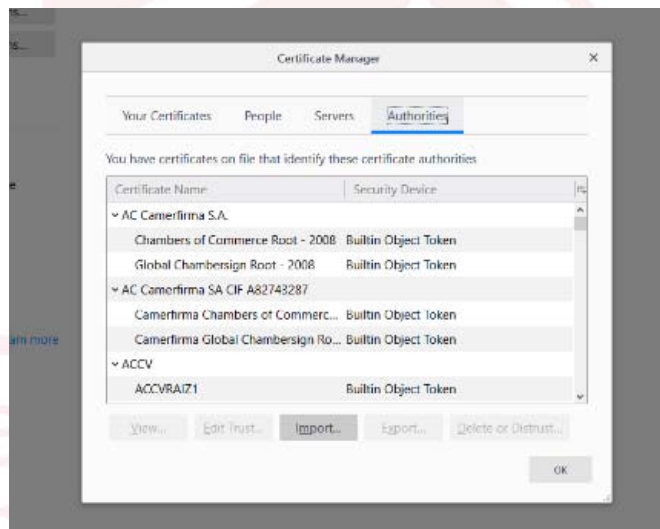 Certificate Manager
Your Certificates People Servers Authorities
You have certificates on file that identify these certificate authorities
Certificate Name Security Device
AC Camerfirma S.A.
Chambers of Commerce Root - 2008 Builtin Object Token
Global Chambersign Root - 2008 Builtin Object Token
AC Camerfirma SA CIF A82743287
Camerfirma Chambers of Commerc... Builtin Object Token
Camerfirma Global Chambersign Ro... Builtin Object Token
ACCV
ACCVRAIZ1 Builtin Object Token
View... Edit Trust... Import... Export... Delete or Distrust...
OK
more